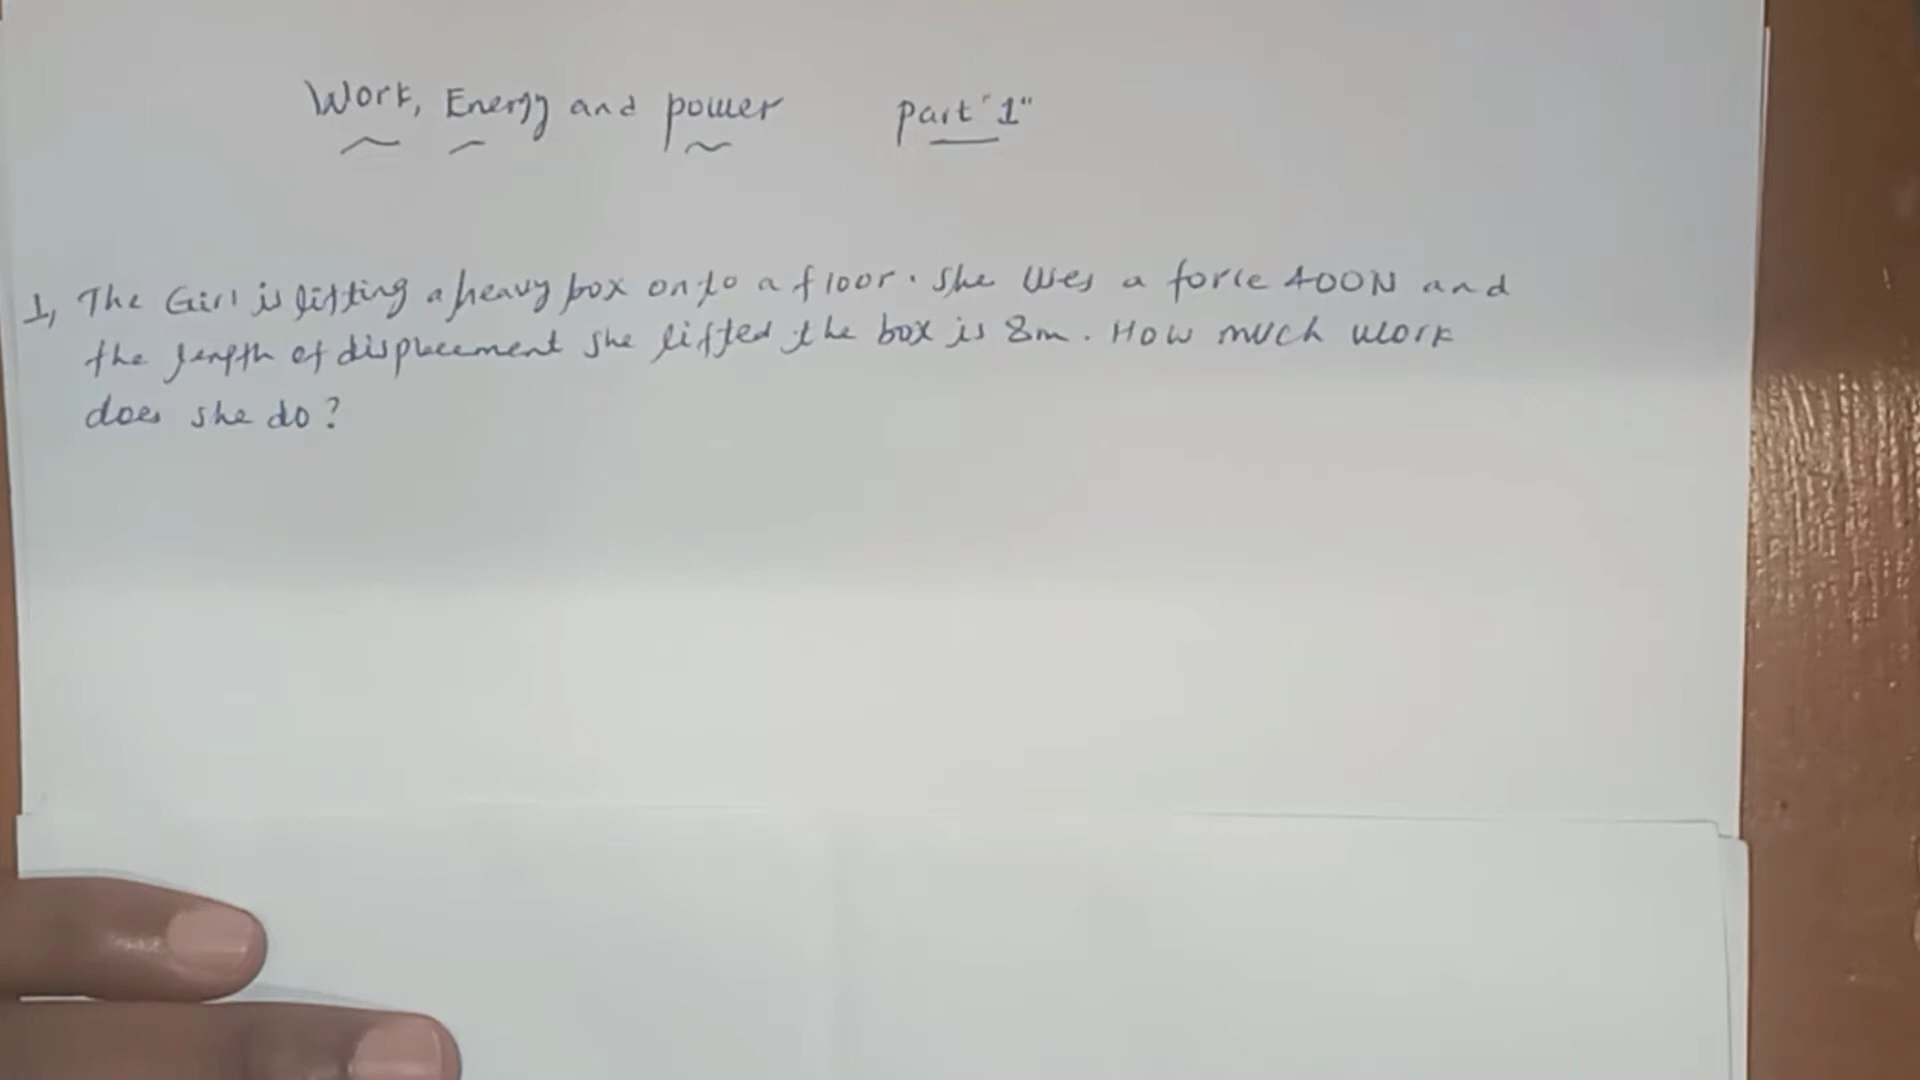 Work, Energy and power part "1"
1, The Girl is lifting a heavy box onto a floor. She Uses a force 400N and
the length of displacement she lifted the box is 8m. How much work
does she do?